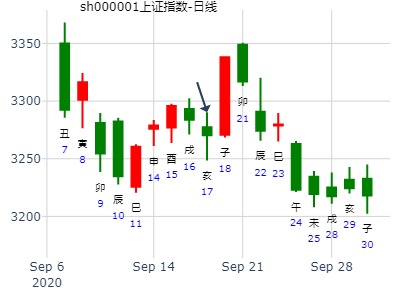 sh000001上证指数-日线
3350
3300
3250
3200
丑
7
寅
8
卯
9
辰
10
巳
11
申
14
酉
15
戌
16
亥
17
子
18
卯
21
辰
22
巳
23
午
24
未
25
戌
28
亥
29
子
30
Sep 6
2020
Sep 14
Sep 21
Sep 28